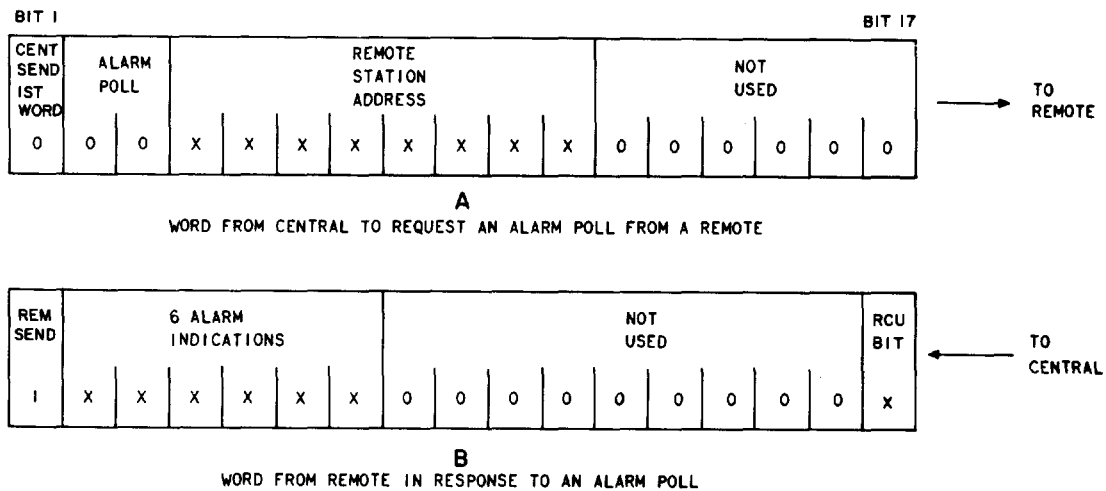 BIT 1 BIT 17
CENT SEND 1ST WORD
ALARM POLL
REMOTE STATION ADDRESS
NOT USED
TO REMOTE
0 0 0 X X X X X X X X 0 0 0 0 0 0
A
WORD FROM CENTRAL TO REQUEST AN ALARM POLL FROM A REMOTE
REM SEND
6 ALARM INDICATIONS
NOT USED
RCU BIT
TO CENTRAL
1 X X X X X X 0 0 0 0 0 0 0 0 0 X
B
WORD FROM REMOTE IN RESPONSE TO AN ALARM POLL